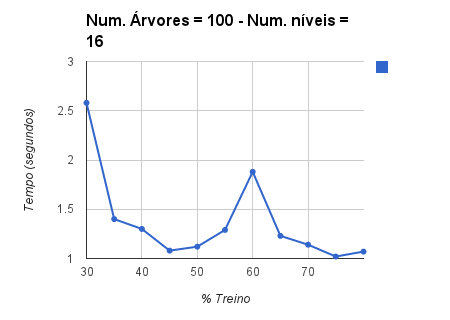 Num. Árvores = 100 - Num. níveis =
16
3
2.5
2
1.5
1
Tempo (segundos)
30 40 50 60 70
% Treino